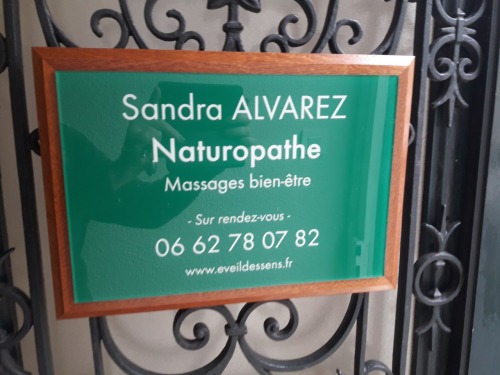 Sandra ALVAREZ
Naturopathe
Massages bien-être
- Sur rendez-vous -
06 62 78 07 82
www.eveildessens.fr